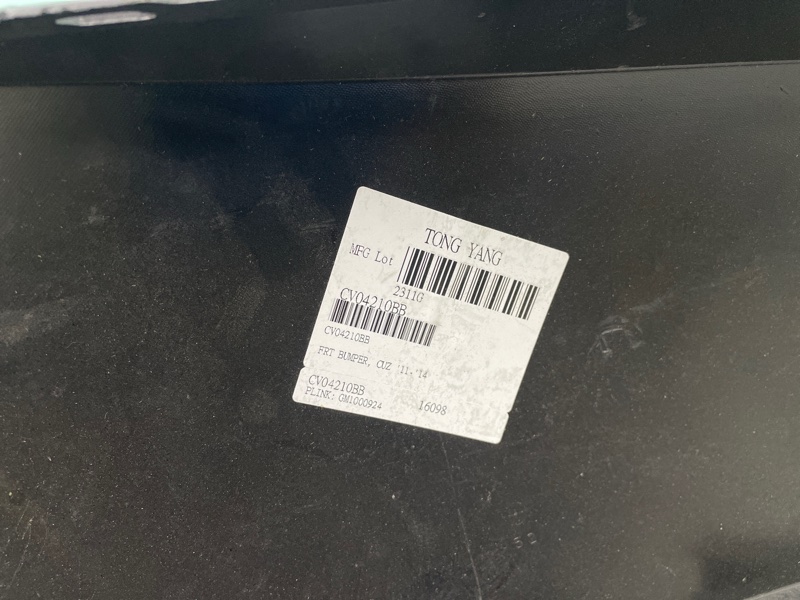 TONG YANG
MFG Lot
2311G
CV04210BB
CV04210BB
FRT BUMPER, CUZ '11-'14
CV04210BB
PLINK: GM1000924 16098